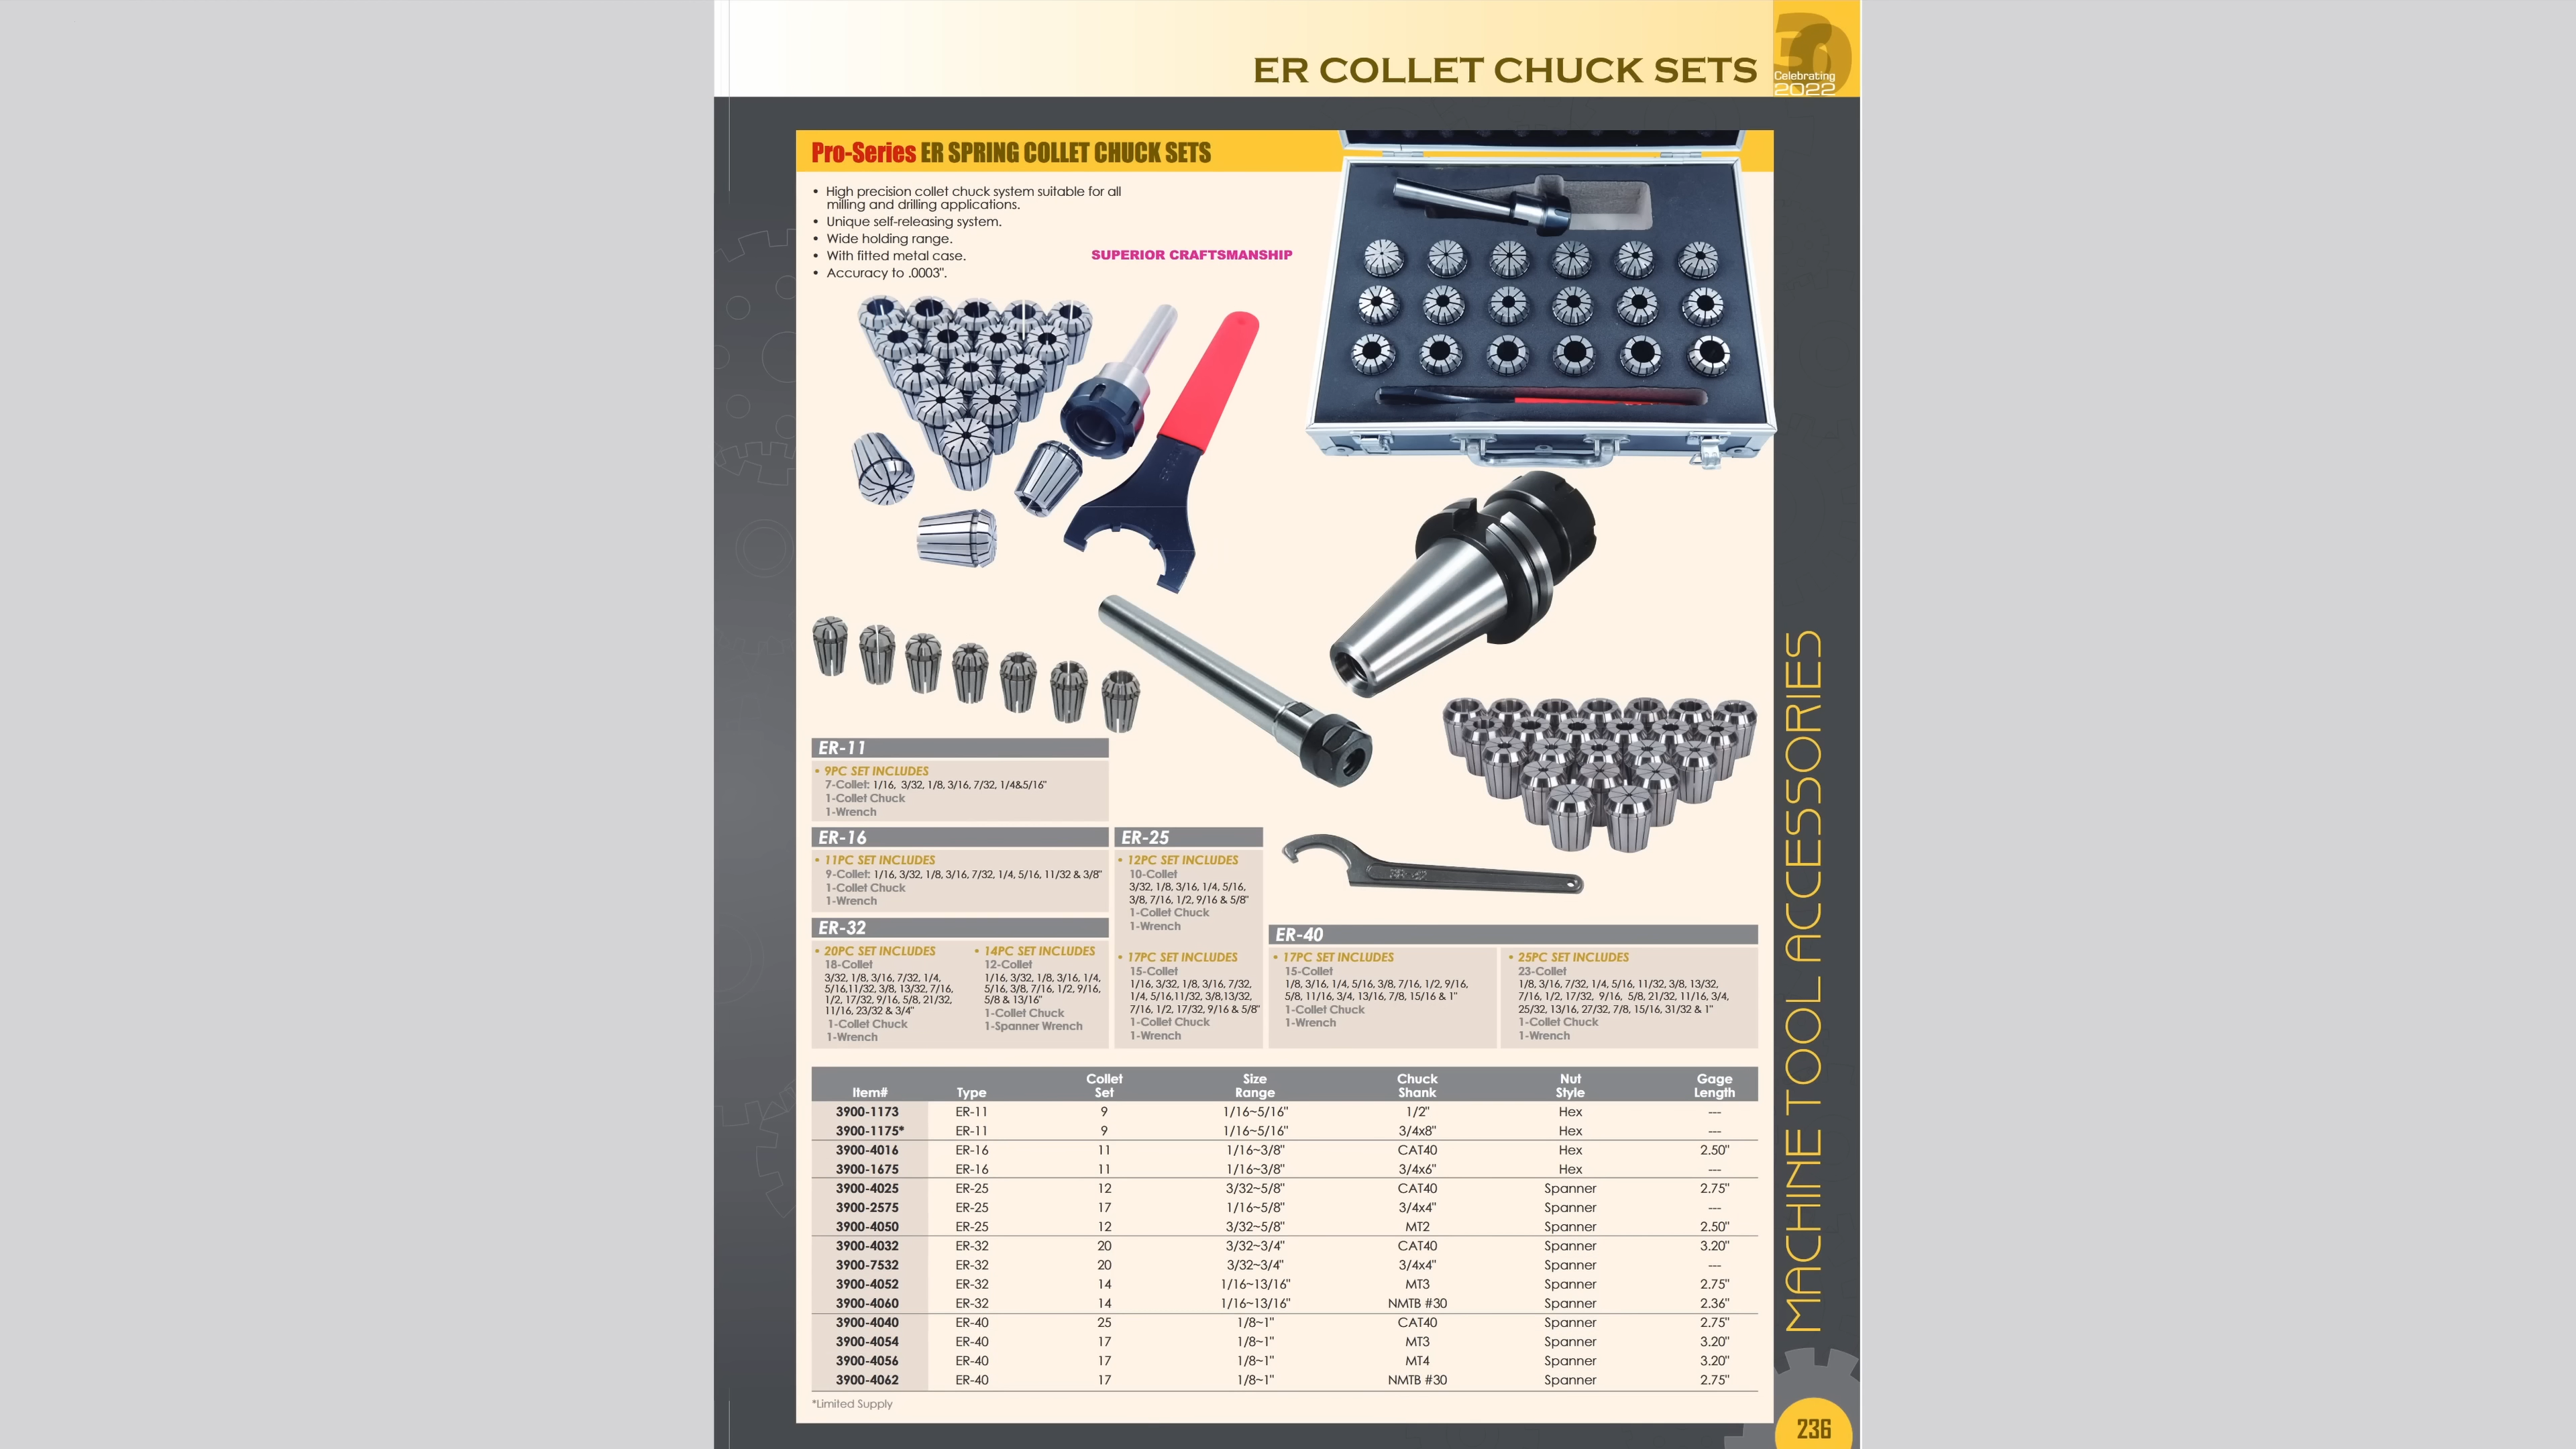 ER COLLET CHUCK SETS
30
Celebrating
2022
Pro-Series ER SPRING COLLET CHUCK SETS
• High precision collet chuck system suitable for all
milling and drilling applications.
• Unique self-releasing system.
• Wide holding range.
• With fitted metal case.
• Accuracy to .0003".
SUPERIOR CRAFTSMANSHIP
ER-11
• 9PC SET INCLUDES
7-Collet: 1/16, 3/32, 1/8, 3/16, 7/32, 1/4&5/16"
1-Collet Chuck
1-Wrench
ER-16
• 11PC SET INCLUDES
9-Collet: 1/16, 3/32, 1/8, 3/16, 7/32, 1/4, 5/16, 11/32 & 3/8"
1-Collet Chuck
1-Wrench
ER-32
• 20PC SET INCLUDES
18-Collet
3/32, 1/8, 3/16, 7/32, 1/4,
5/16,11/32, 3/8, 13/32, 7/16,
1/2, 17/32, 9/16, 5/8, 21/32,
11/16, 23/32 & 3/4"
1-Collet Chuck
1-Wrench
• 14PC SET INCLUDES
12-Collet
1/16, 3/32, 1/8, 3/16, 1/4,
5/16, 3/8, 7/16, 1/2, 9/16,
5/8 & 13/16"
1-Collet Chuck
1-Spanner Wrench
ER-25
• 12PC SET INCLUDES
10-Collet
3/32, 1/8, 3/16, 1/4, 5/16,
3/8, 7/16, 1/2, 9/16 & 5/8"
1-Collet Chuck
1-Wrench
• 17PC SET INCLUDES
15-Collet
1/16, 3/32, 1/8, 3/16, 7/32,
1/4, 5/16,11/32, 3/8,13/32,
7/16, 1/2, 17/32, 9/16 & 5/8"
1-Collet Chuck
1-Wrench
ER-40
• 17PC SET INCLUDES
15-Collet
1/8, 3/16, 1/4, 5/16, 3/8, 7/16, 1/2, 9/16,
5/8, 11/16, 3/4, 13/16, 7/8, 15/16 & 1"
1-Collet Chuck
1-Wrench
• 25PC SET INCLUDES
23-Collet
1/8, 3/16, 7/32, 1/4, 5/16, 11/32, 3/8, 13/32,
7/16, 1/2, 17/32, 9/16, 5/8, 21/32, 11/16, 3/4,
25/32, 13/16, 27/32, 7/8, 15/16, 31/32 & 1"
1-Collet Chuck
1-Wrench
Item# Type Collet Set Size Range Chuck Shank Nut Style Gage Length
3900-1173 ER-11 9 1/16~5/16" 1/2" Hex ---
3900-1175* ER-11 9 1/16~5/16" 3/4x8" Hex ---
3900-4016 ER-16 11 1/16~3/8" CAT40 Hex 2.50"
3900-1675 ER-16 11 1/16~3/8" 3/4x6" Hex ---
3900-4025 ER-25 12 3/32~5/8" CAT40 Spanner 2.75"
3900-2575 ER-25 17 1/16~5/8" 3/4x4" Spanner ---
3900-4050 ER-25 12 3/32~5/8" MT2 Spanner 2.50"
3900-4032 ER-32 20 3/32~3/4" CAT40 Spanner 3.20"
3900-7532 ER-32 20 3/32~3/4" 3/4x4" Spanner ---
3900-4052 ER-32 14 1/16~13/16" MT3 Spanner 2.75"
3900-4060 ER-32 14 1/16~13/16" NMTB #30 Spanner 2.36"
3900-4040 ER-40 25 1/8~1" CAT40 Spanner 2.75"
3900-4054 ER-40 17 1/8~1" MT3 Spanner 3.20"
3900-4056 ER-40 17 1/8~1" MT4 Spanner 3.20"
3900-4062 ER-40 17 1/8~1" NMTB #30 Spanner 2.75"
*Limited Supply
MACHINE TOOL ACCESSORIES
236